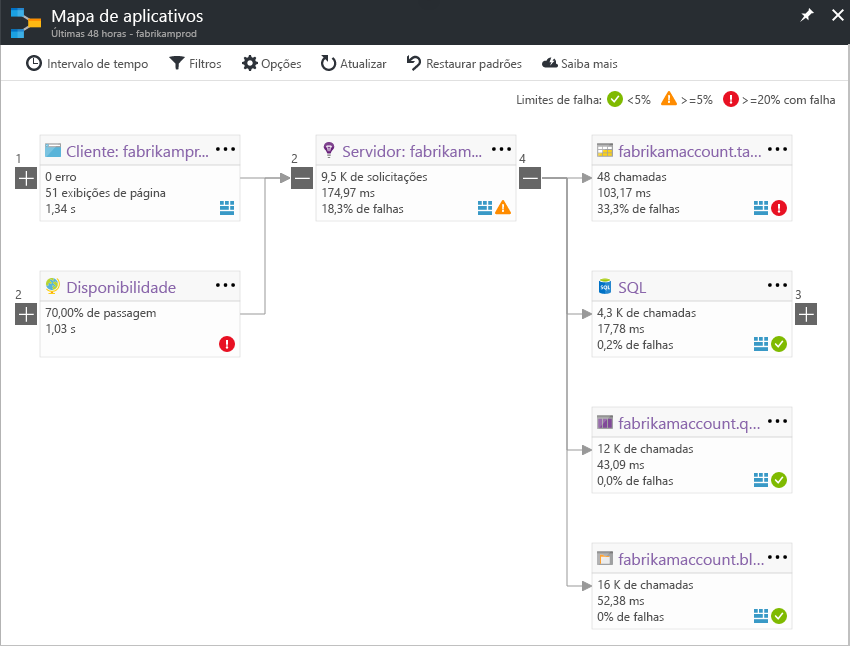 Mapa de aplicativos
Últimas 48 horas - fabrikamprod
Intervalo de tempo Filtros Opções Atualizar Restaurar padrões Saiba mais
Limites de falha: <5% >=5% >=20% com falha
1
Cliente: fabrikampr...
0 erro
51 exibições de página
1,34 s
2
Disponibilidade
70,00% de passagem
1,03 s
2
Servidor: fabrikam...
9,5 K de solicitações
174,97 ms
18,3% de falhas
4
fabrikamaccount.ta...
48 chamadas
103,17 ms
33,3% de falhas
SQL
SQL
4,3 K de chamadas
17,78 ms
0,2% de falhas
3
fabrikamaccount.q...
12 K de chamadas
43,09 ms
0,0% de falhas
fabrikamaccount.bl...
16 K de chamadas
52,38 ms
0% de falhas